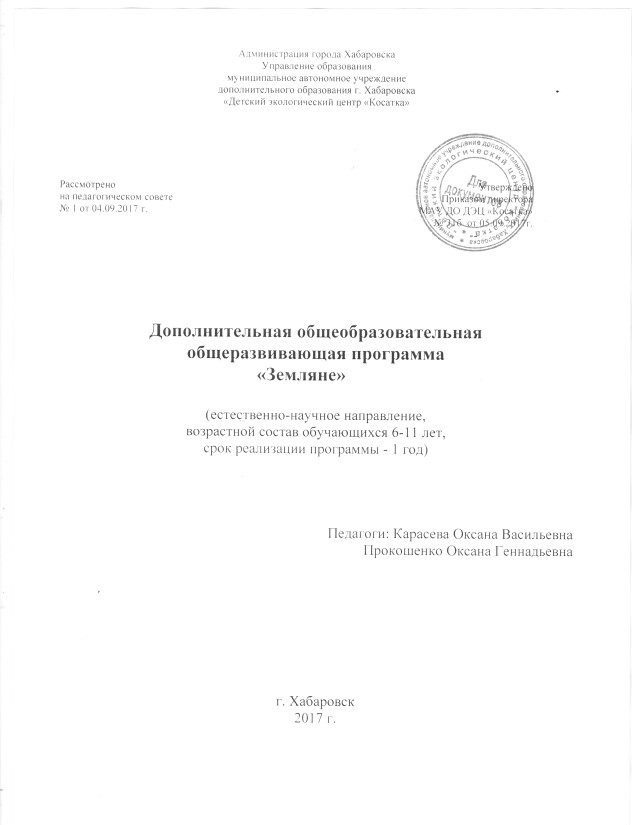 Администрация города Хабаровска
Управление образования
муниципальное автономное учреждение
дополнительного образования г. Хабаровска
«Детский экологический центр «Косатка»
Рассмотрено
на педагогическом совете
№ 1 от 04.09.2017 г.
Утверждено
Приказом директора
МАУ ДО ДЭЦ «Косатка»
от 05.09.2017г.
Для
документов
Дополнительная общеобразовательная
общеразвивающая программа
«Земляне»
(естественно-научное направление,
возрастной состав обучающихся 6-11 лет,
срок реализации программы - 1 год)
Педагоги: Карасева Оксана Васильевна
Прокошенко Оксана Геннадьевна
г. Хабаровск
2017 г.